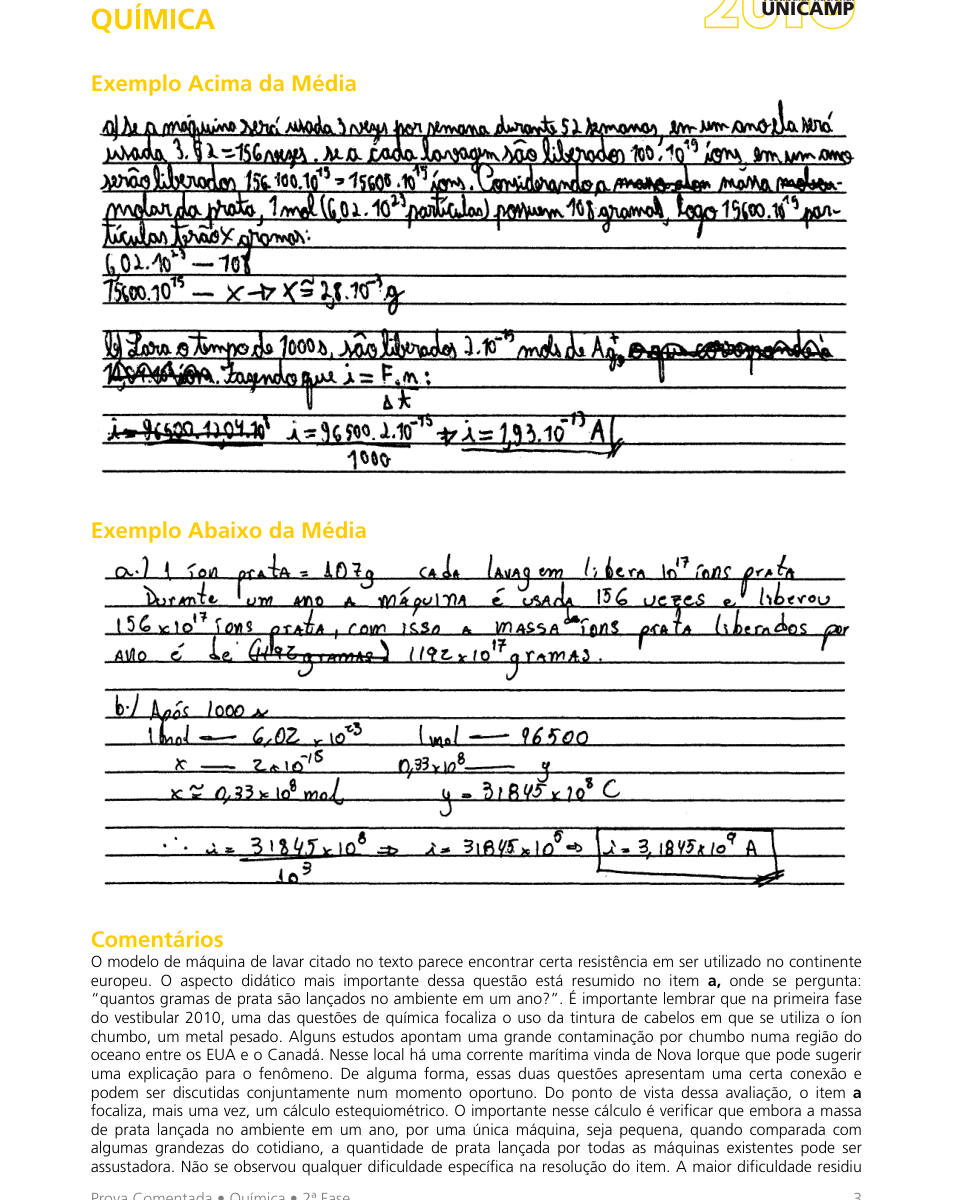 QUÍMICA
UNICAMP
Exemplo Acima da Média
a) Se a máquina será usada 3 vezes por semana durante 52 semanas, em um ano ela será
usada 3.52 = 156 vezes. Se a cada lavagem são liberados 100.10¹⁵ íons, em um ano
serão liberados 156.100.10¹⁵ = 15600.10¹⁵ íons. Considerando a massa
molar da prata, 1 mol (6,02.10²³ partículas) possuem 108 gramas, logo 15600.10¹⁵ par-
tículas terão x gramas:
6,02.10²³ — 108
15600.10¹⁵ — x → x ≅ 2,8.10⁻³ g
b) Para o tempo de 1000 s, são liberados 2.10⁻¹⁵ mols de Ag⁺,
Fazendo que i = F.n :
Δt
i = 96500.1204.10⁸ i = 96500.2.10⁻¹⁵ → i = 1,93.10⁻¹³ A
1000
Exemplo Abaixo da Média
a.) 1 íon prata = 107g cada lavagem libera 10¹⁷ íons prata
Durante um ano a máquina é usada 156 vezes e liberou
156 x 10¹⁷ íons prata, com isso a massa de íons prata liberados por
ano é de (1192 gramas) 1192 x 10¹⁷ gramas.
b.) Após 1000 s
1 mol — 6,02 x 10²³ 1 mol — 96500
x — 2 x 10⁻¹⁵ 0,33 x 10⁸ — y
x ≅ 0,33 x 10⁸ mol y = 31845 x 10⁸ C
∴ i = 31845 x 10⁸ ⇒ i = 31845 x 10⁵ ⇒ i = 3,1845 x 10⁹ A
10³
Comentários
O modelo de máquina de lavar citado no texto parece encontrar certa resistência em ser utilizado no continente
europeu. O aspecto didático mais importante dessa questão está resumido no item a, onde se pergunta:
“quantos gramas de prata são lançados no ambiente em um ano?”. É importante lembrar que na primeira fase
do vestibular 2010, uma das questões de química focaliza o uso da tintura de cabelos em que se utiliza o íon
chumbo, um metal pesado. Alguns estudos apontam uma grande contaminação por chumbo numa região do
oceano entre os EUA e o Canadá. Nesse local há uma corrente marítima vinda de Nova Iorque que pode sugerir
uma explicação para o fenômeno. De alguma forma, essas duas questões apresentam uma certa conexão e
podem ser discutidas conjuntamente num momento oportuno. Do ponto de vista dessa avaliação, o item a
focaliza, mais uma vez, um cálculo estequiométrico. O importante nesse cálculo é verificar que embora a massa
de prata lançada no ambiente em um ano, por uma única máquina, seja pequena, quando comparada com
algumas grandezas do cotidiano, a quantidade de prata lançada por todas as máquinas existentes pode ser
assustadora. Não se observou qualquer dificuldade específica na resolução do item. A maior dificuldade residiu
Prova Comentada • Química • 2ª Fase 3